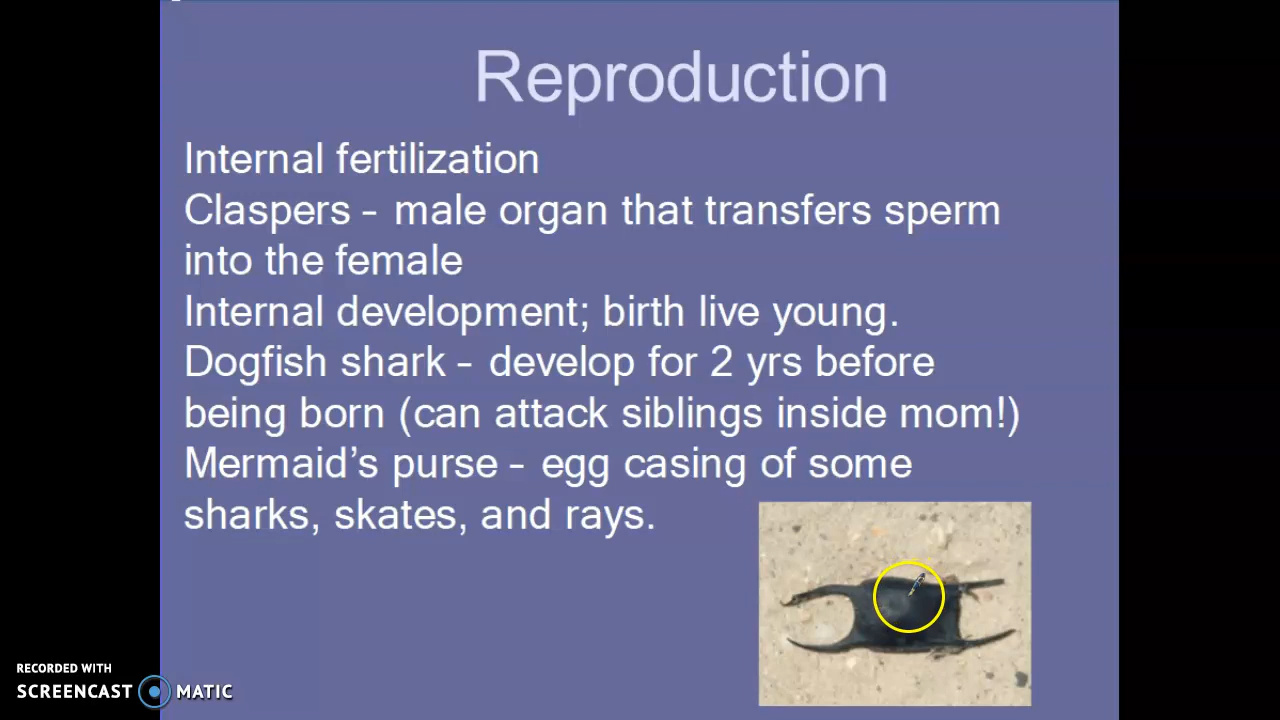 Reproduction
Internal fertilization
Claspers – male organ that transfers sperm
into the female
Internal development; birth live young.
Dogfish shark – develop for 2 yrs before
being born (can attack siblings inside mom!)
Mermaid’s purse – egg casing of some
sharks, skates, and rays.
RECORDED WITH
SCREENCAST MATIC